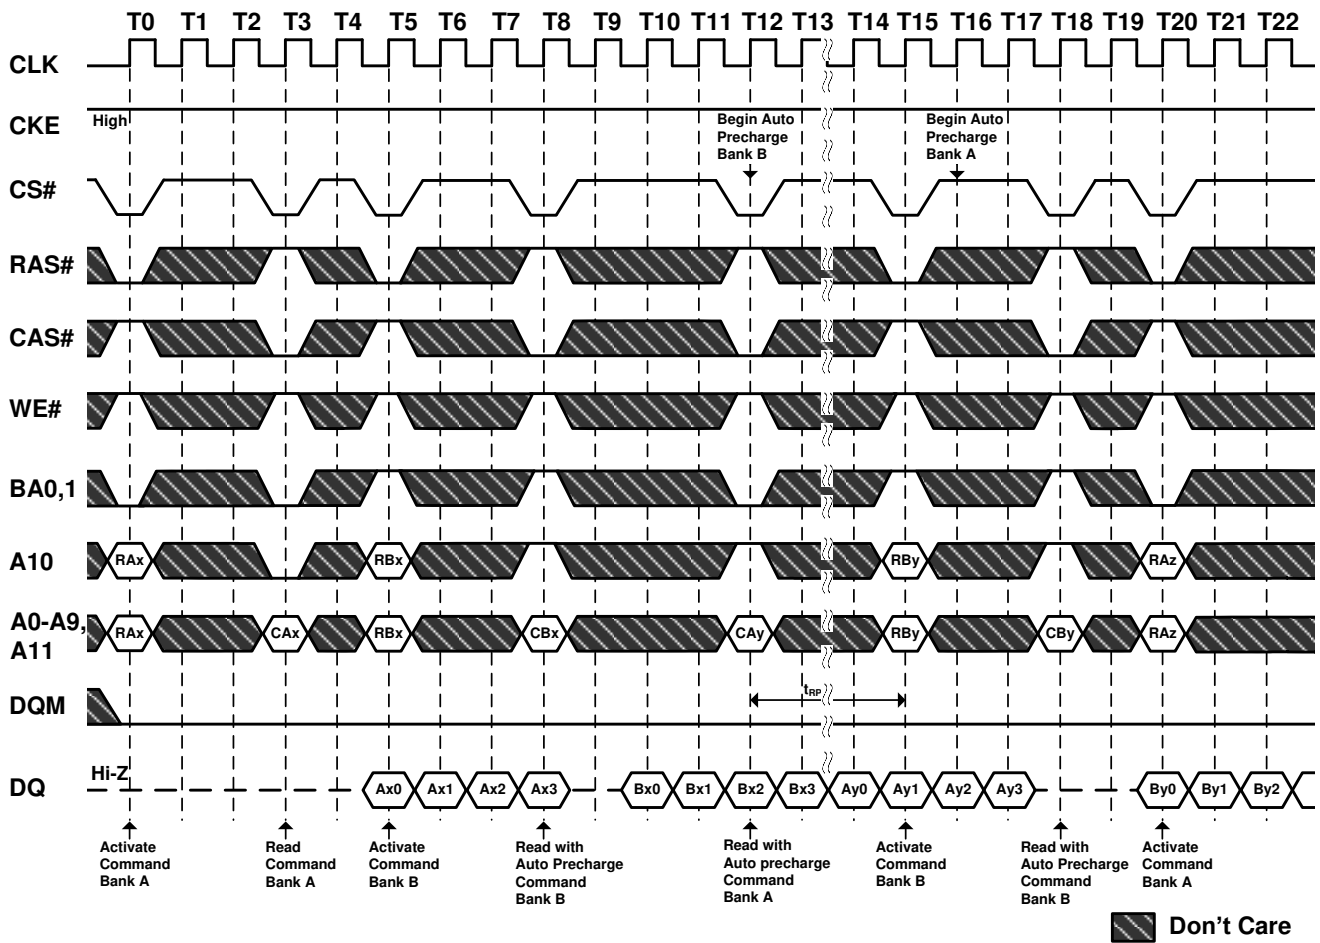 T0 T1 T2 T3 T4 T5 T6 T7 T8 T9 T10 T11 T12 T13 T14 T15 T16 T17 T18 T19 T20 T21 T22
CLK
CKE
High
Begin Auto
Precharge
Bank B
Begin Auto
Precharge
Bank A
CS#
RAS#
CAS#
WE#
BA0,1
A10
RAx RBx RBy RAz
A0-A9,
A11
RAx CAx RBx CBx CAy RBy CBy RAz
DQM
tRP
DQ
Hi-Z
Ax0 Ax1 Ax2 Ax3 Bx0 Bx1 Bx2 Bx3 Ay0 Ay1 Ay2 Ay3 By0 By1 By2
Activate
Command
Bank A
Read
Command
Bank A
Activate
Command
Bank B
Read with
Auto Precharge
Command
Bank B
Read with
Auto precharge
Command
Bank A
Activate
Command
Bank B
Read with
Auto Precharge
Command
Bank B
Activate
Command
Bank A
Don't Care